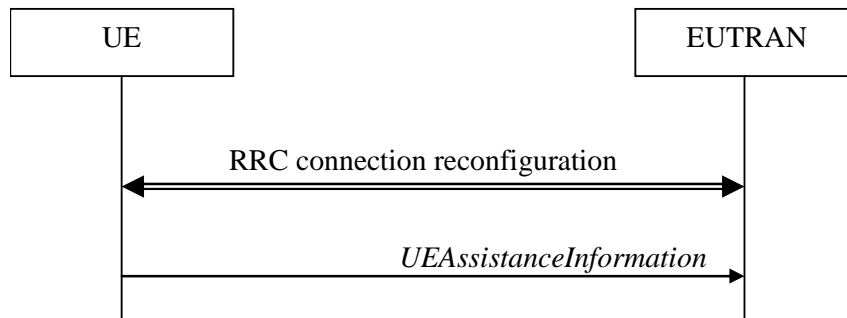 UE
EUTRAN
RRC connection reconfiguration
UEAssistanceInformation